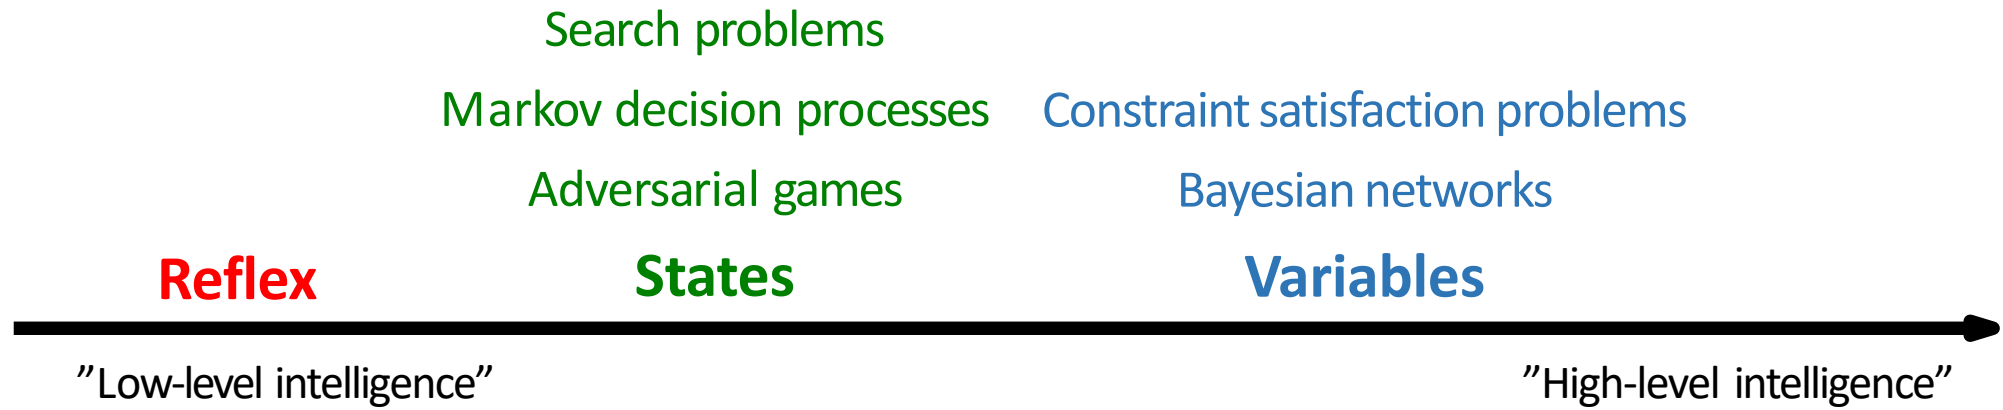 Search problems
Markov decision processes
Constraint satisfaction problems
Adversarial games
Bayesian networks
Reflex
States
Variables
”Low-level intelligence”
”High-level intelligence”